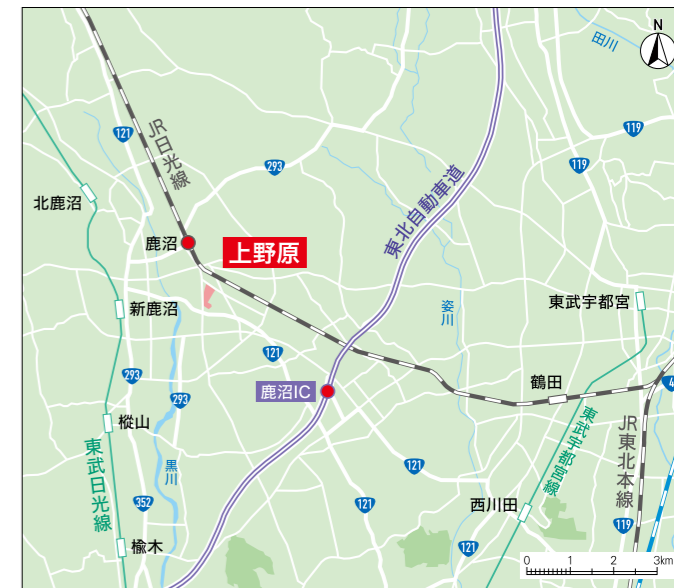 N
田川
119
121
JR日光線
293
119
東北自動車道
北鹿沼
鹿沼
上野原
新鹿沼
姿川
東武宇都宮
121
293
鹿沼IC
293
鶴田
4
樅山
東武日光線
黒川
東武宇都宮線
JR東北本線
121
352
121
西川田
119
楡木
121
0 1 2 3km